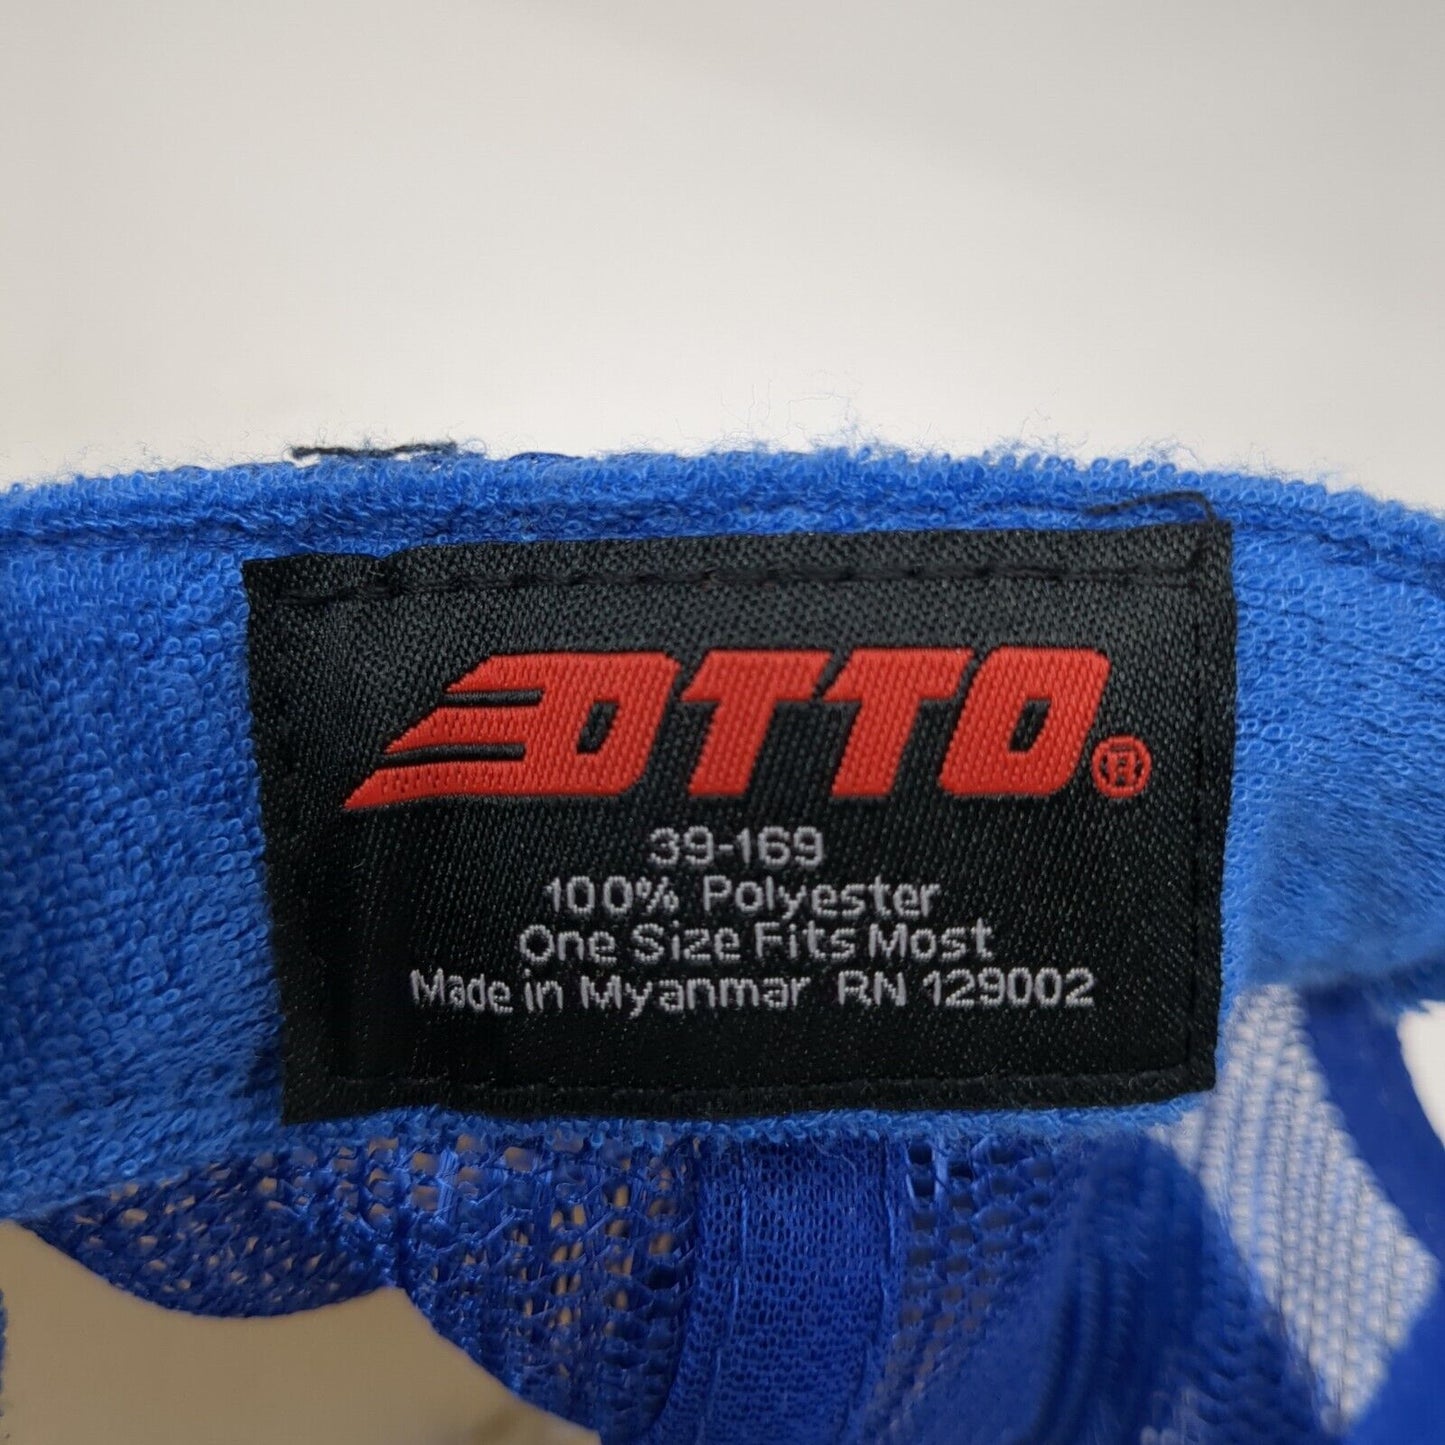 OTTO®
39-169
100% Polyester
One Size Fits Most
Made in Myanmar RN 129002